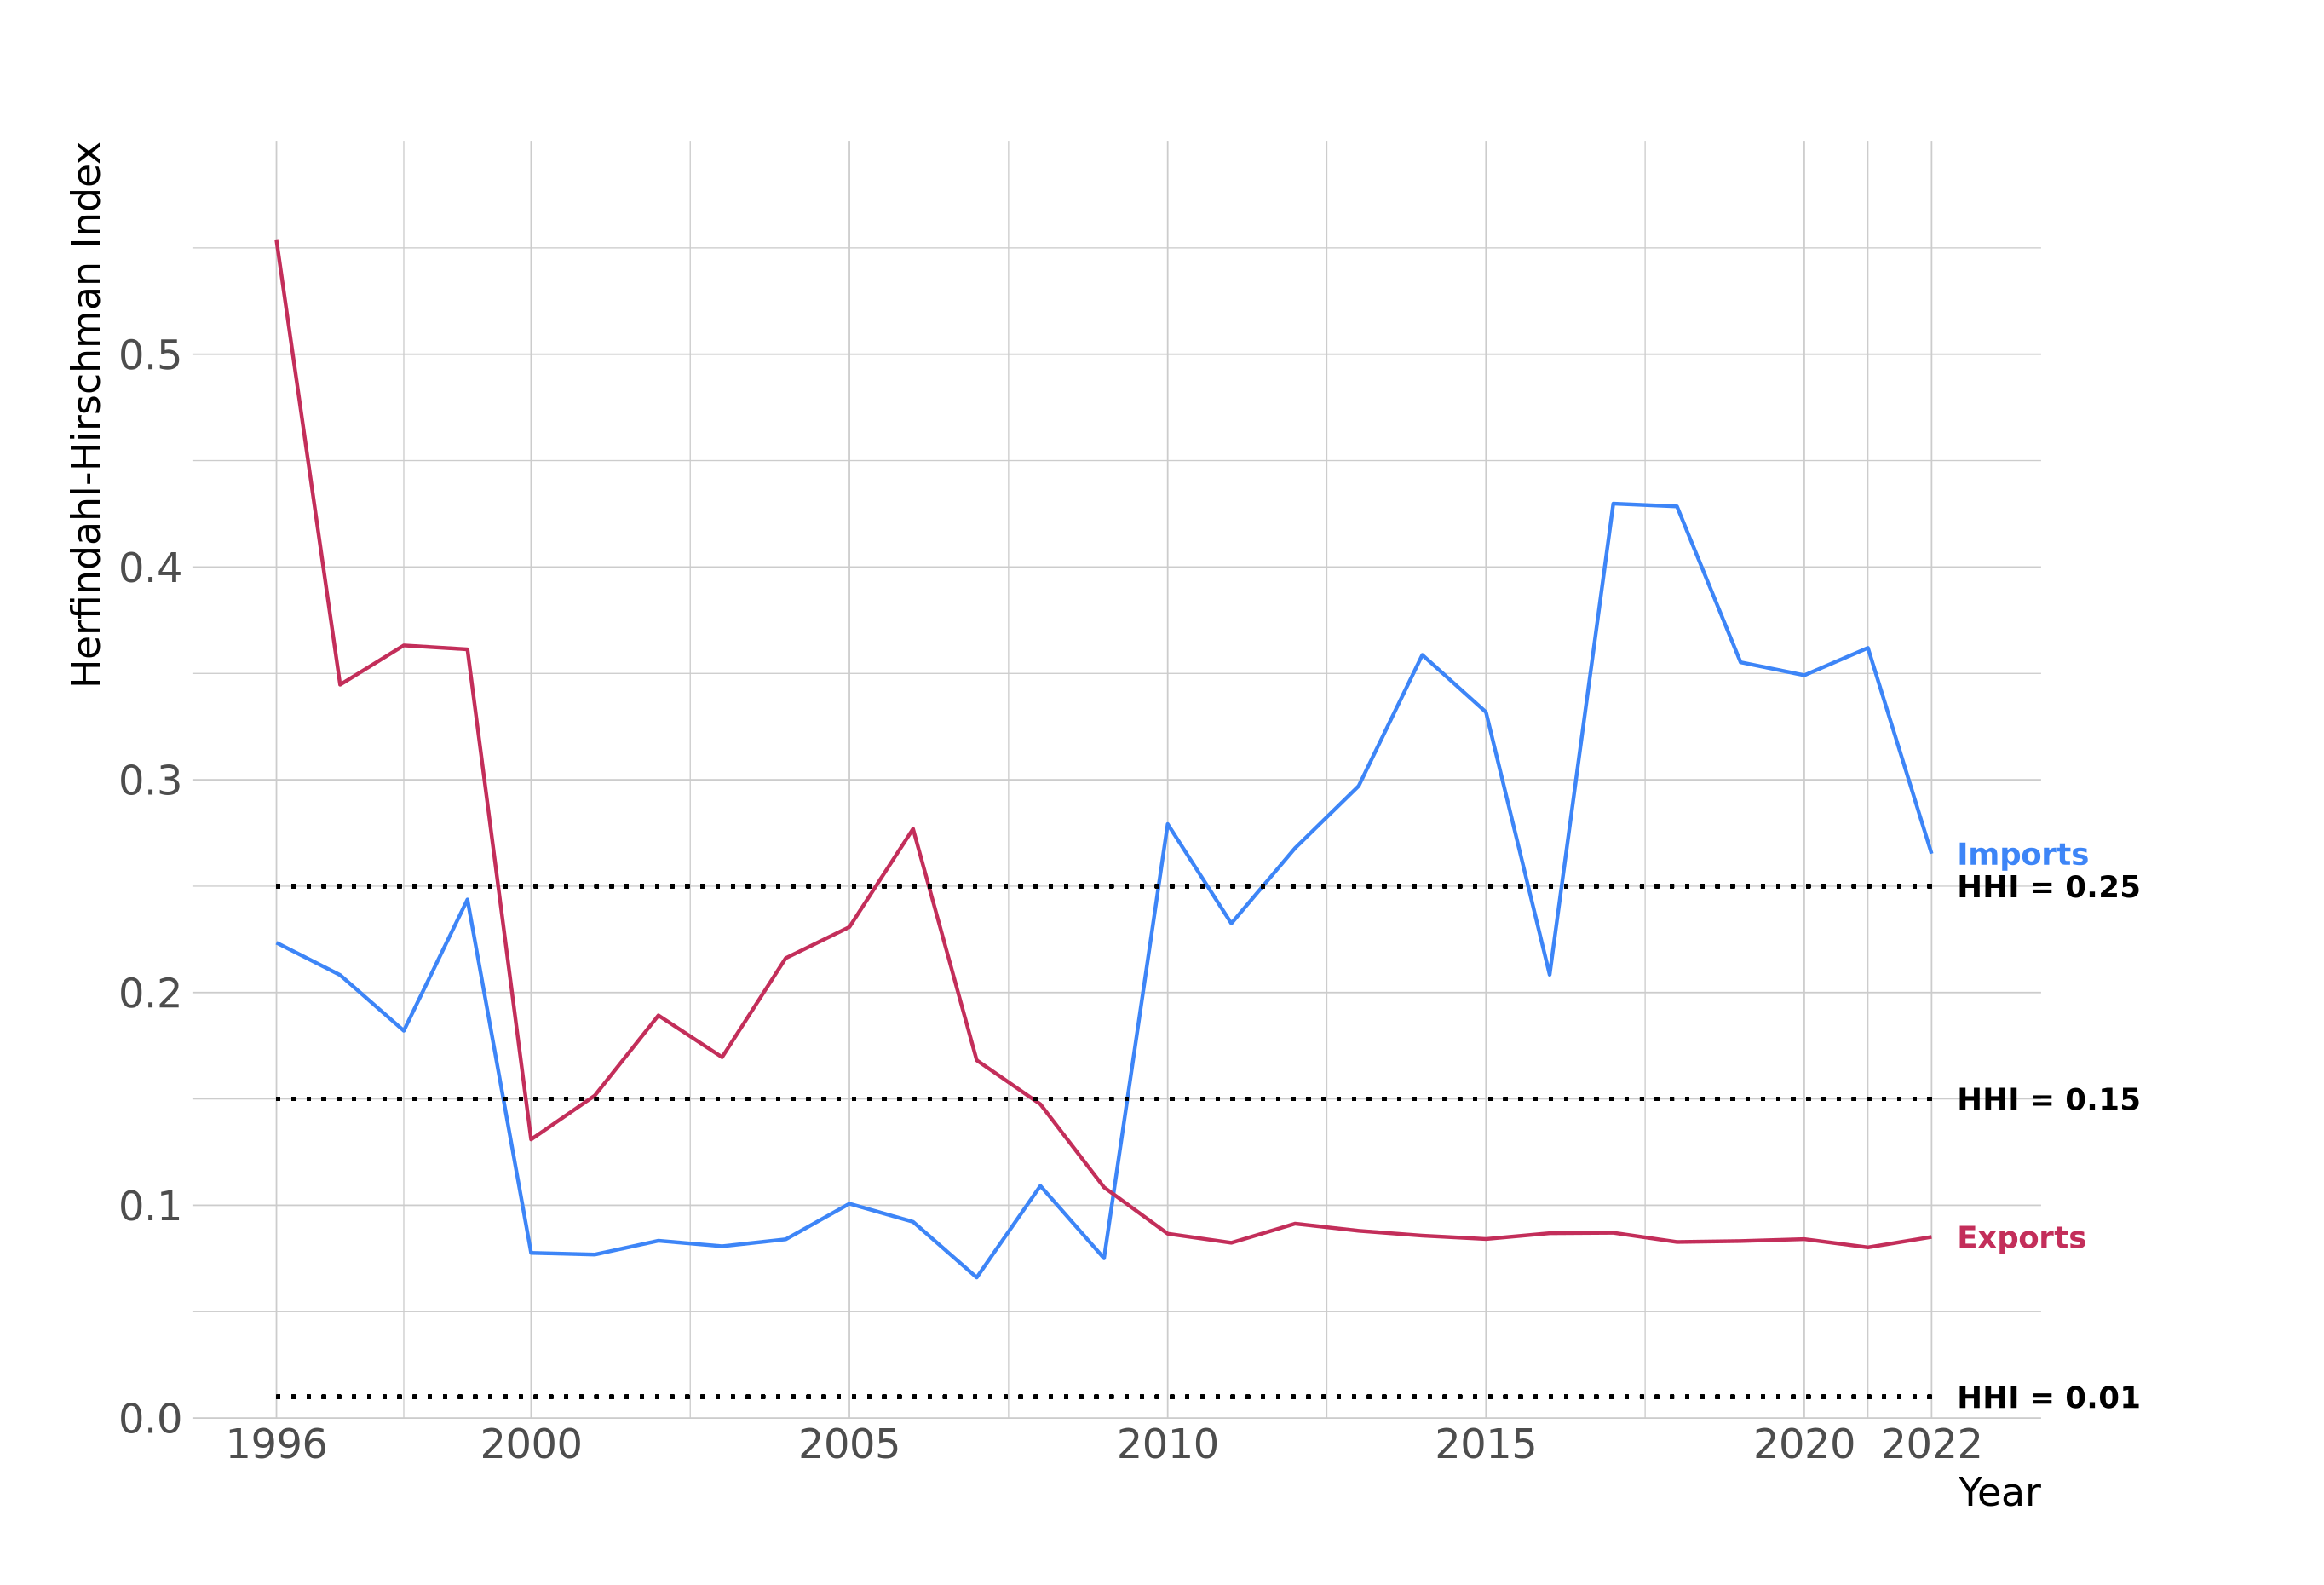 Herfindahl-Hirschman Index
0.5
0.4
0.3
0.2
0.1
0.0
Imports
HHI = 0.25
HHI = 0.15
Exports
HHI = 0.01
1996 2000 2005 2010 2015 2020 2022
Year